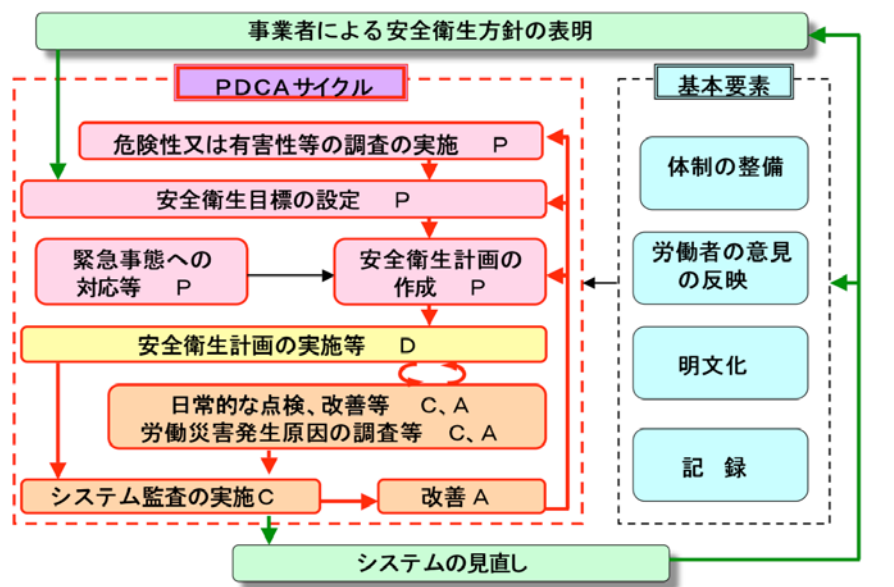 事業者による安全衛生方針の表明
PDCAサイクル
危険性又は有害性等の調査の実施 P
安全衛生目標の設定 P
緊急事態への
対応等 P
安全衛生計画の
作成 P
安全衛生計画の実施等 D
日常的な点検、改善等 C、A
労働災害発生原因の調査等 C、A
システム監査の実施C
改善 A
基本要素
体制の整備
労働者の意見
の反映
明文化
記 録
システムの見直し